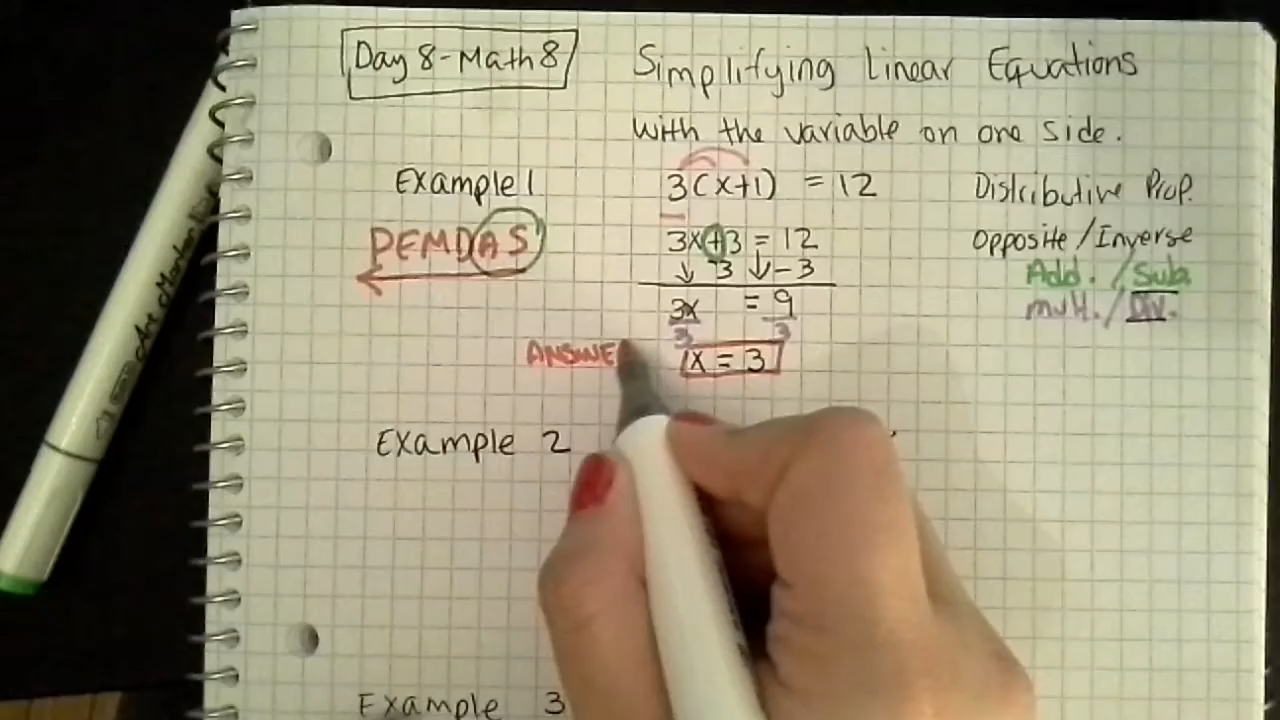 Day 8 - Math 8
Simplifying Linear Equations
with the variable on one side.
Example 1
3(x+1) = 12
Distributive Prop.
PEMDAS
3x+3 = 12
Opposite/Inverse
-3 -3
Add. / Sub.
3x = 9
mult. / Div.
3 3
ANSWE
1x = 3
Example 2
Example 3